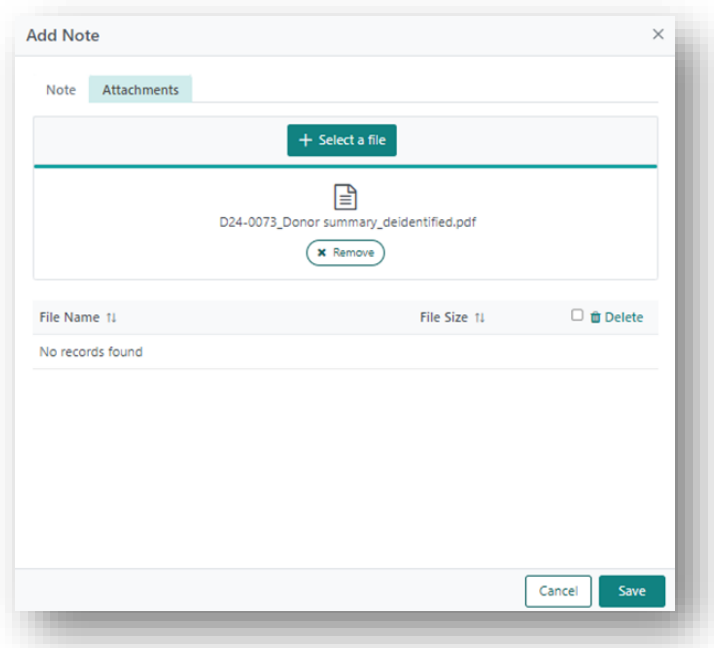 Add Note
Note Attachments
+ Select a file
D24-0073_Donor summary_deidentified.pdf
Remove
File Name File Size Delete
No records found
Cancel Save